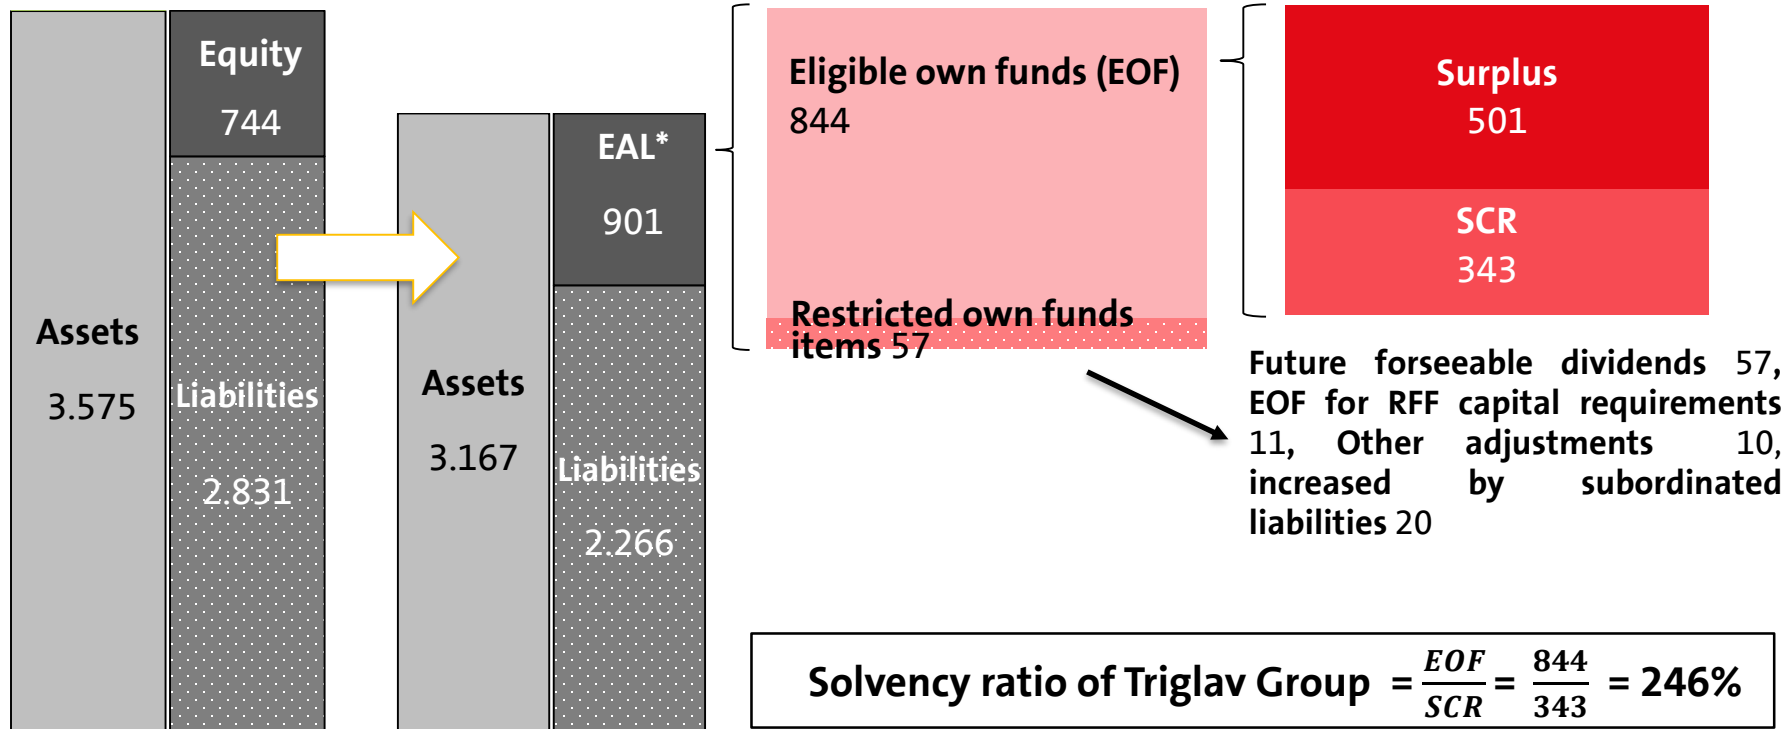 Equity
744
Assets
3.575
Liabilities
2.831
EAL*
901
Assets
3.167
Liabilities
2.266
Eligible own funds (EOF)
844
Restricted own funds
items 57
Surplus
501
SCR
343
Future forseeable dividends 57,
EOF for RFF capital requirements
11, Other adjustments 10,
increased by subordinated
liabilities 20
Solvency ratio of Triglav Group = EOF/SCR = 844/343 = 246%